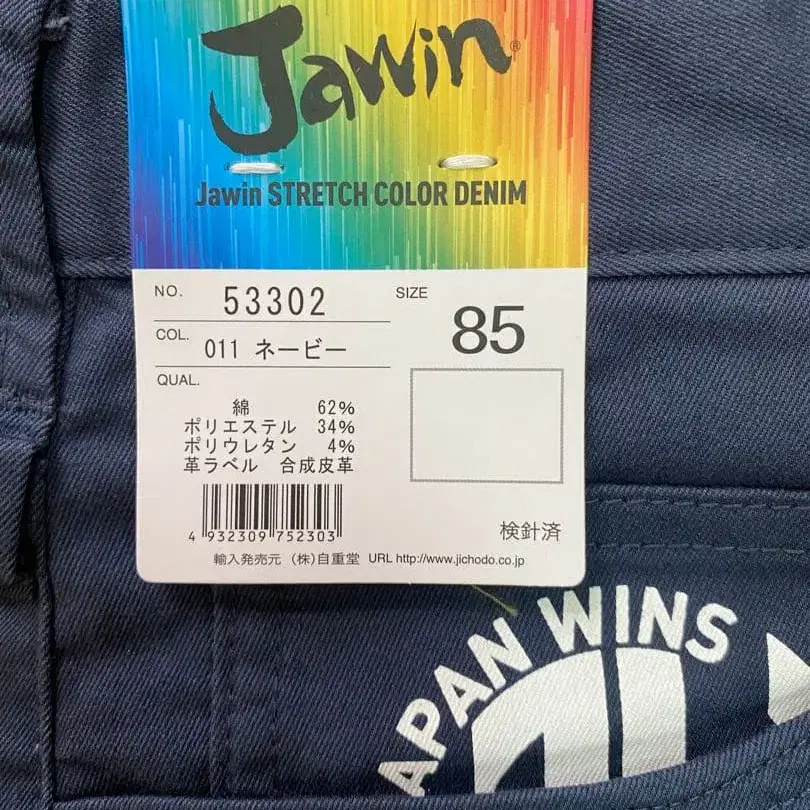 Jawin®
Jawin STRETCH COLOR DENIM
NO. 53302
SIZE 85
COL. 011 ネービー
QUAL.
綿 62%
ポリエステル 34%
ポリウレタン 4%
革ラベル 合成皮革
4 932309 752303
検針済
輸入発売元 (株)自重堂 URL http://www.jichodo.co.jp
APAN WINS